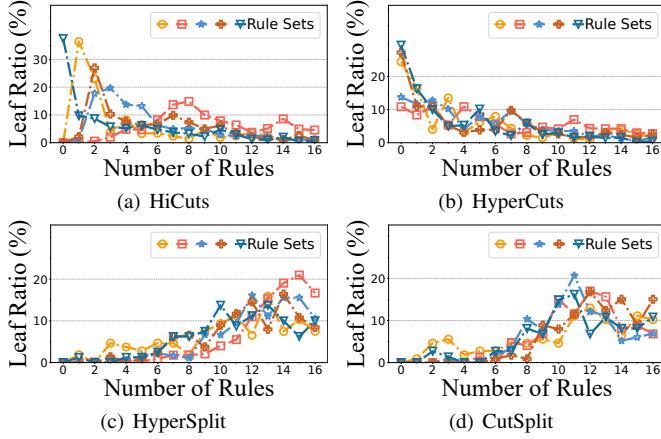 Leaf Ratio (%)
30
20
10
0
Rule Sets
0 2 4 6 8 10 12 14 16
Number of Rules
(a) HiCuts
Leaf Ratio (%)
20
10
0
Rule Sets
0 2 4 6 8 10 12 14 16
Number of Rules
(b) HyperCuts
Leaf Ratio (%)
20
10
0
Rule Sets
0 2 4 6 8 10 12 14 16
Number of Rules
(c) HyperSplit
Leaf Ratio (%)
20
10
0
Rule Sets
0 2 4 6 8 10 12 14 16
Number of Rules
(d) CutSplit